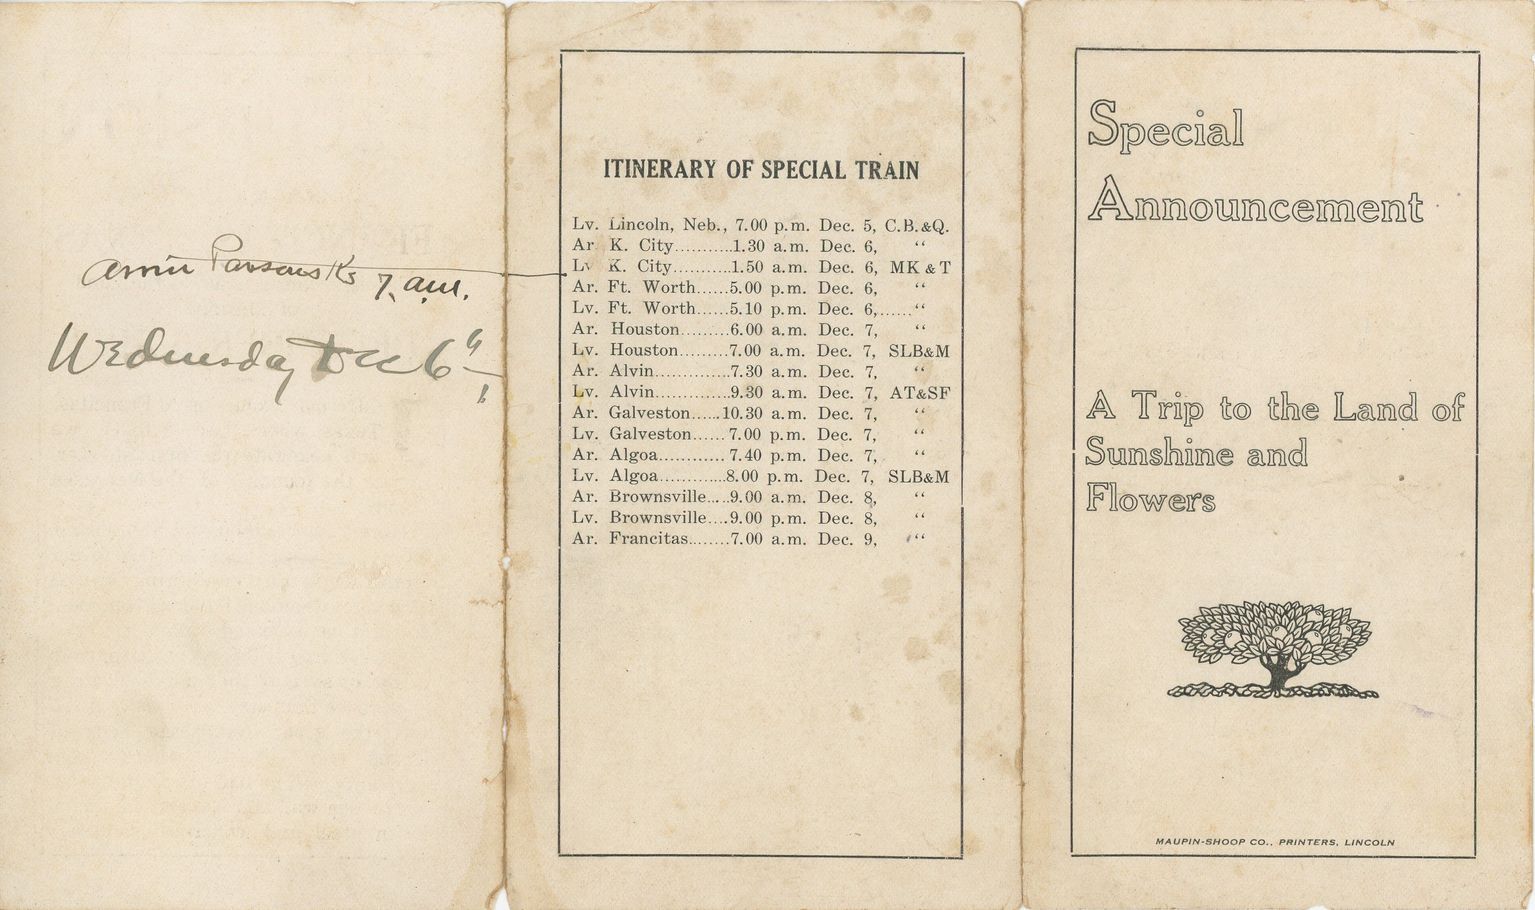 Arriv Parsons Ks 7, a.m.
Wednesday Dec 6"
ITINERARY OF SPECIAL TRAIN
Lv. Lincoln, Neb., 7.00 p.m. Dec. 5, C.B.&Q.
Ar K. City...........1.30 a.m. Dec. 6, "
Lv K. City...........1.50 a.m. Dec. 6, MK & T
Ar. Ft. Worth......5.00 p.m. Dec. 6, "
Lv. Ft. Worth......5.10 p.m. Dec. 6,......"
Ar. Houston.........6.00 a.m. Dec. 7, "
Lv. Houston.........7.00 a.m. Dec. 7, SLB&M
Ar. Alvin..............7.30 a.m. Dec. 7, "
Lv. Alvin..............9.30 a.m. Dec. 7, AT&SF
Ar. Galveston.....10.30 a.m. Dec. 7, "
Lv. Galveston......7.00 p.m. Dec. 7, "
Ar. Algoa............7.40 p.m. Dec. 7, "
Lv. Algoa.............8.00 p.m. Dec. 7, SLB&M
Ar. Brownsville.....9.00 a.m. Dec. 8, "
Lv. Brownsville....9.00 p.m. Dec. 8, "
Ar. Francitas........7.00 a.m. Dec. 9, "
Special
Announcement
A Trip to the Land of
Sunshine and
Flowers
MAUPIN-SHOOP CO., PRINTERS, LINCOLN